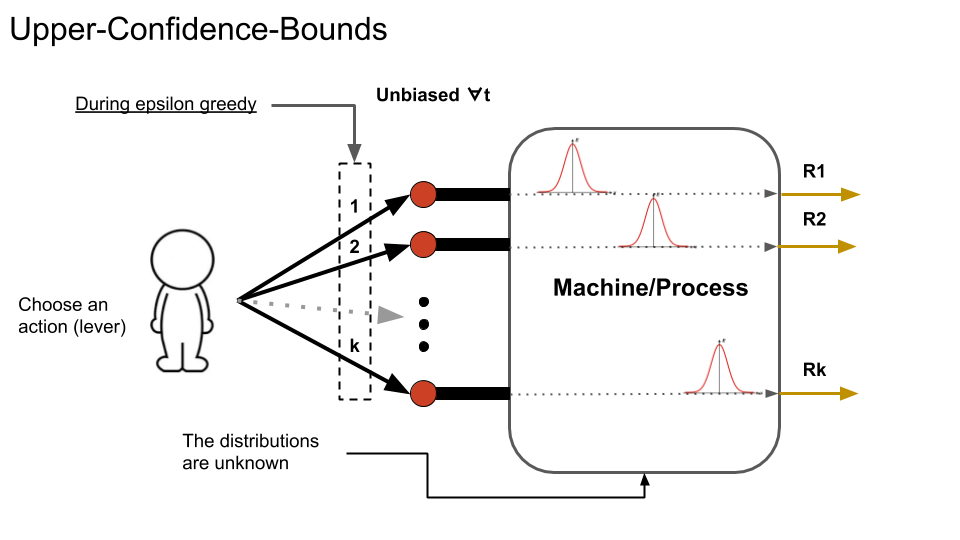 Upper-Confidence-Bounds
During epsilon greedy
Unbiased ∀t
1
2
k
Choose an
action (lever)
Machine/Process
R1
R2
Rk
The distributions
are unknown